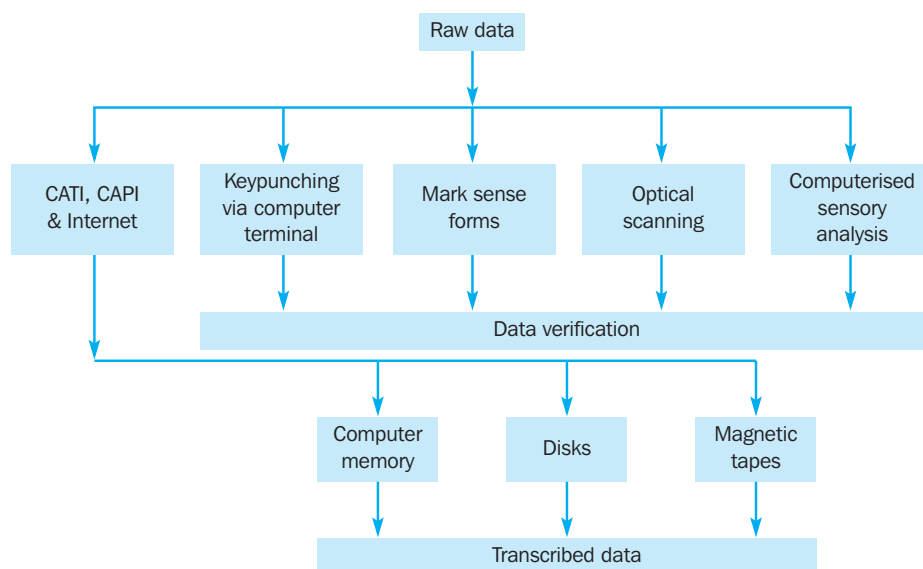 Raw data
CATI, CAPI
& Internet
Keypunching
via computer
terminal
Mark sense
forms
Optical
scanning
Computerised
sensory
analysis
Data verification
Computer
memory
Disks
Magnetic
tapes
Transcribed data